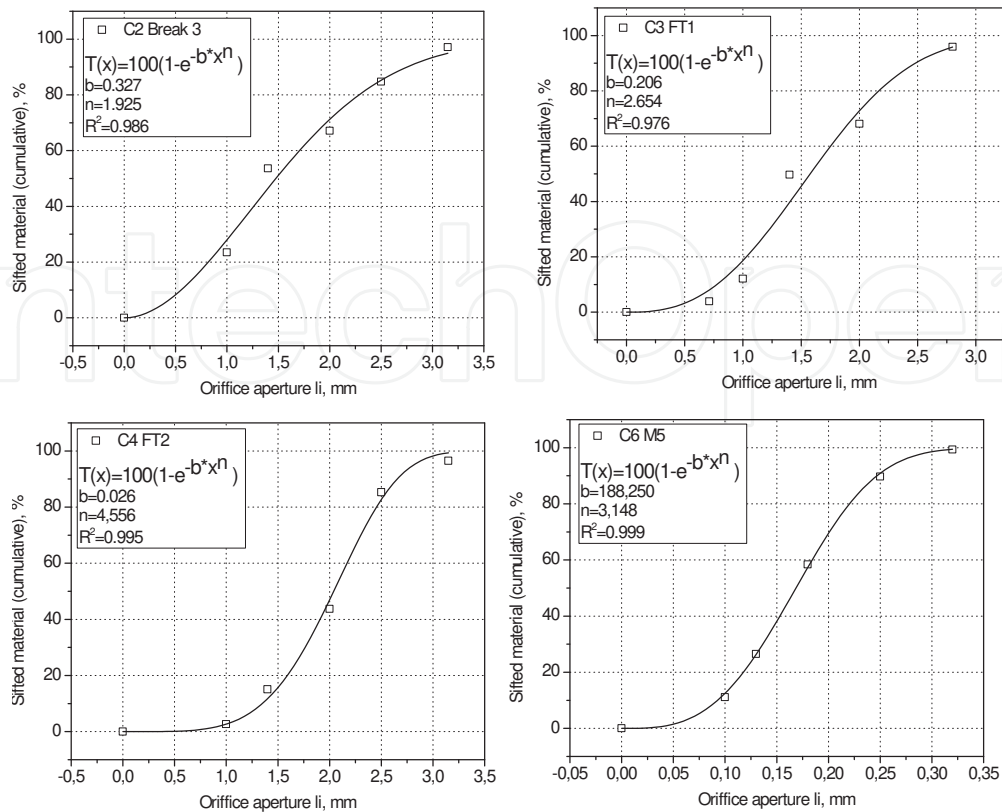 C2 Break 3
T(x)=100(1-e^-b*x^n)
b=0.327
n=1.925
R²=0.986
Sifted material (cumulative), %
100
80
60
40
20
0
-0,5 0,0 0,5 1,0 1,5 2,0 2,5 3,0 3,5
Oriffice aperture li, mm
C3 FT1
T(x)=100(1-e^-b*x^n)
b=0.206
n=2.654
R²=0.976
Sifted material (cumulative), %
100
80
60
40
20
0
0,0 0,5 1,0 1,5 2,0 2,5 3,0
Oriffice aperture li, mm
C4 FT2
T(x)=100(1-e^-b*x^n)
b=0.026
n=4,556
R²=0.995
Sifted material (cumulative), %
100
80
60
40
20
0
-0,5 0,0 0,5 1,0 1,5 2,0 2,5 3,0 3,5
Oriffice aperture li, mm
C6 M5
T(x)=100(1-e^-b*x^n)
b=188,250
n=3,148
R²=0.999
Sifted material (cumulative), %
100
80
60
40
20
0
-0,05 0,00 0,05 0,10 0,15 0,20 0,25 0,30 0,35
Oriffice aperture li, mm
ntechOpen